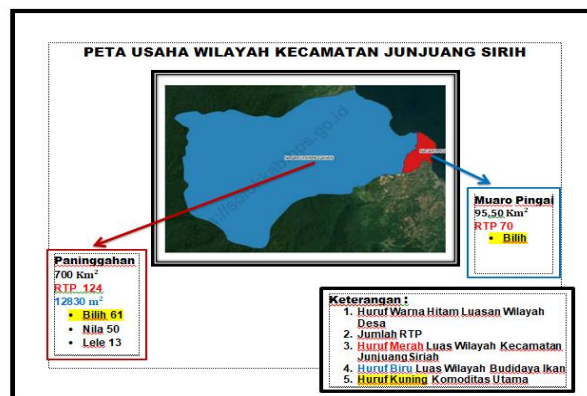 PETA USAHA WILAYAH KECAMATAN JUNJUANG SIRIH
Muaro Pingai
95,50 Km²
RTP 70
• Bilih
Paninggahan
700 Km²
RTP 124
12830 m²
• Bilih 61
• Nila 50
• Lele 13
Keterangan :
1. Huruf Warna Hitam Luasan Wilayah
Desa
2. Jumlah RTP
3. Huruf Merah Luas Wilayah Kecamatan
JunjuangSiriah
4. Huruf Biru Luas Wilayah Budidaya Ikan
5. Huruf Kuning Komoditas Utama